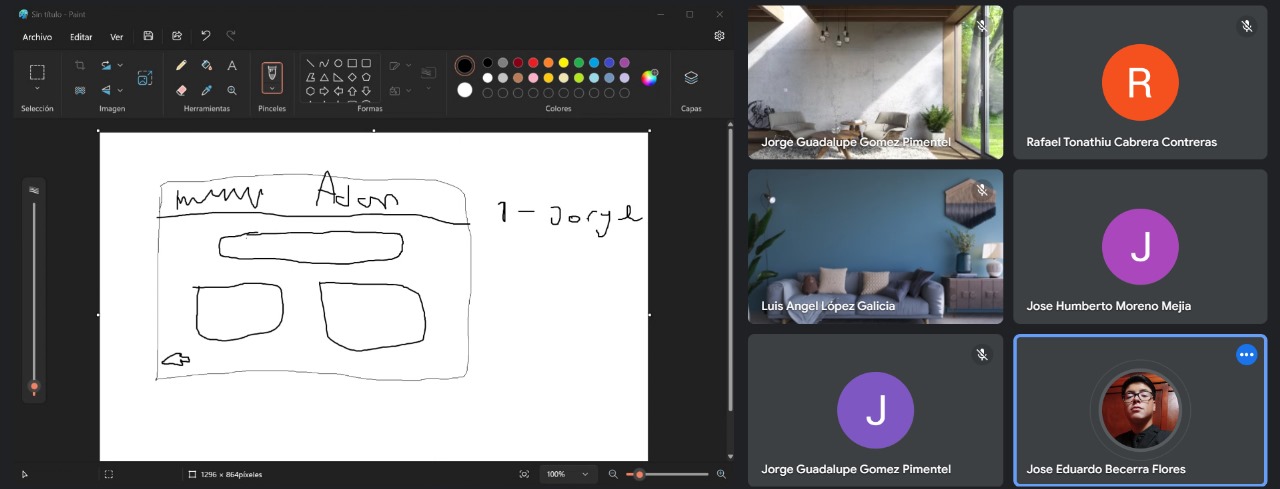 Sin título - Paint
Archivo Editar Ver
Selección Imagen Herramientas Pinceles Formas Colores Capas
Adan
1 - Jorge
1296 × 864píxeles 100%
Jorge Guadalupe Gomez Pimentel
Rafael Tonathiu Cabrera Contreras
Luis Angel López Galicia
J
Jose Humberto Moreno Mejia
J
Jorge Guadalupe Gomez Pimentel
Jose Eduardo Becerra Flores
R